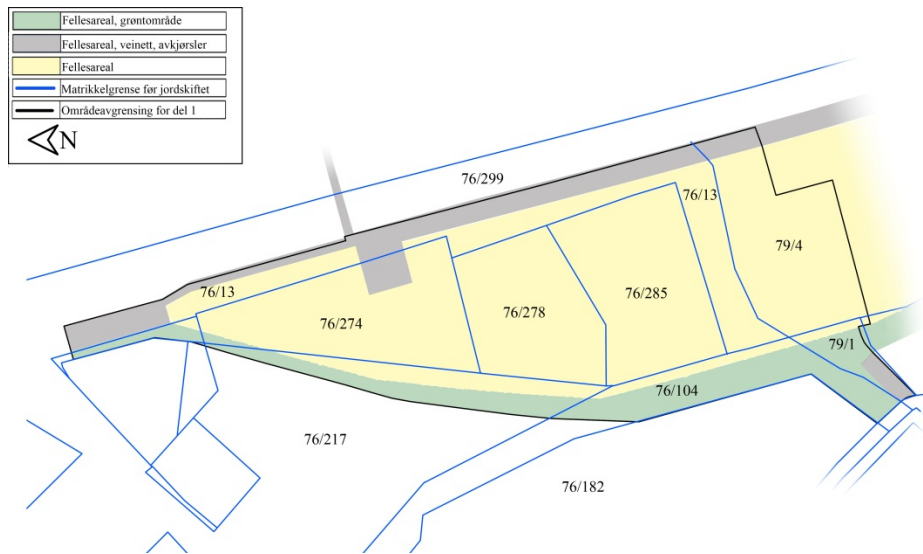 Fellesareal, grøntområde
Fellesareal, veinett, avkjørsler
Fellesareal
Matrikkelgrense før jordskiftet
Områdeavgrensing for del 1
N
76/299
76/13
79/4
76/13
76/285
76/278
76/274
79/1
76/104
76/217
76/182